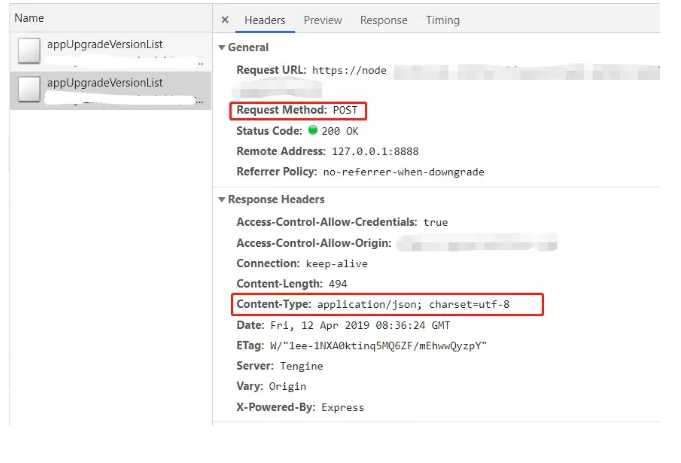 Name
× Headers Preview Response Timing
appUpgradeVersionList
appUpgradeVersionList
▼ General
Request URL: https://node
Request Method: POST
Status Code: 200 OK
Remote Address: 127.0.0.1:8888
Referrer Policy: no-referrer-when-downgrade
▼ Response Headers
Access-Control-Allow-Credentials: true
Access-Control-Allow-Origin:
Connection: keep-alive
Content-Length: 494
Content-Type: application/json; charset=utf-8
Date: Fri, 12 Apr 2019 08:36:24 GMT
ETag: W/"1ee-1NXA0ktinq5MQ6ZF/mEhwwQyzpY"
Server: Tengine
Vary: Origin
X-Powered-By: Express